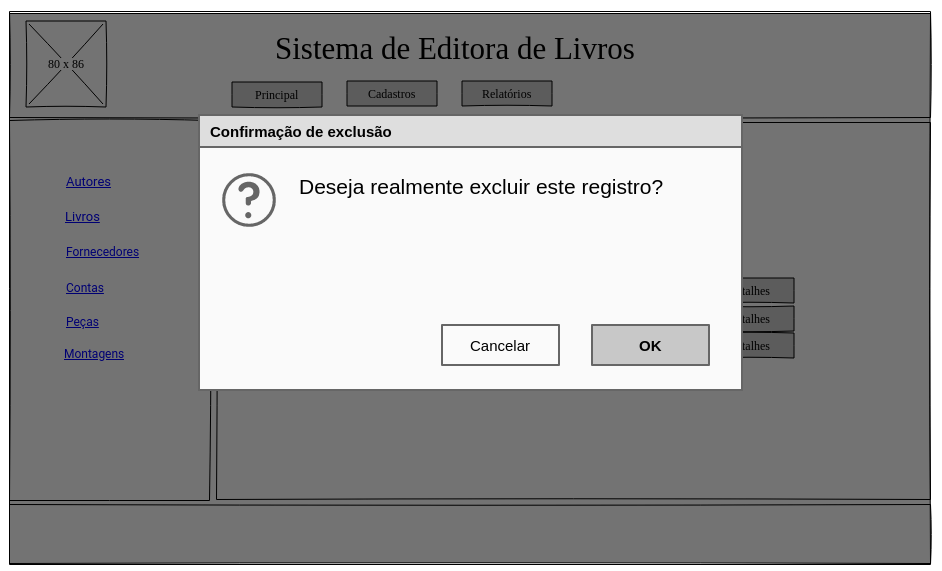 80 x 86
Sistema de Editora de Livros
Principal
Cadastros
Relatórios
Confirmação de exclusão
Deseja realmente excluir este registro?
Autores
Livros
Fornecedores
Contas
Peças
Montagens
talhes
talhes
talhes
Cancelar
OK